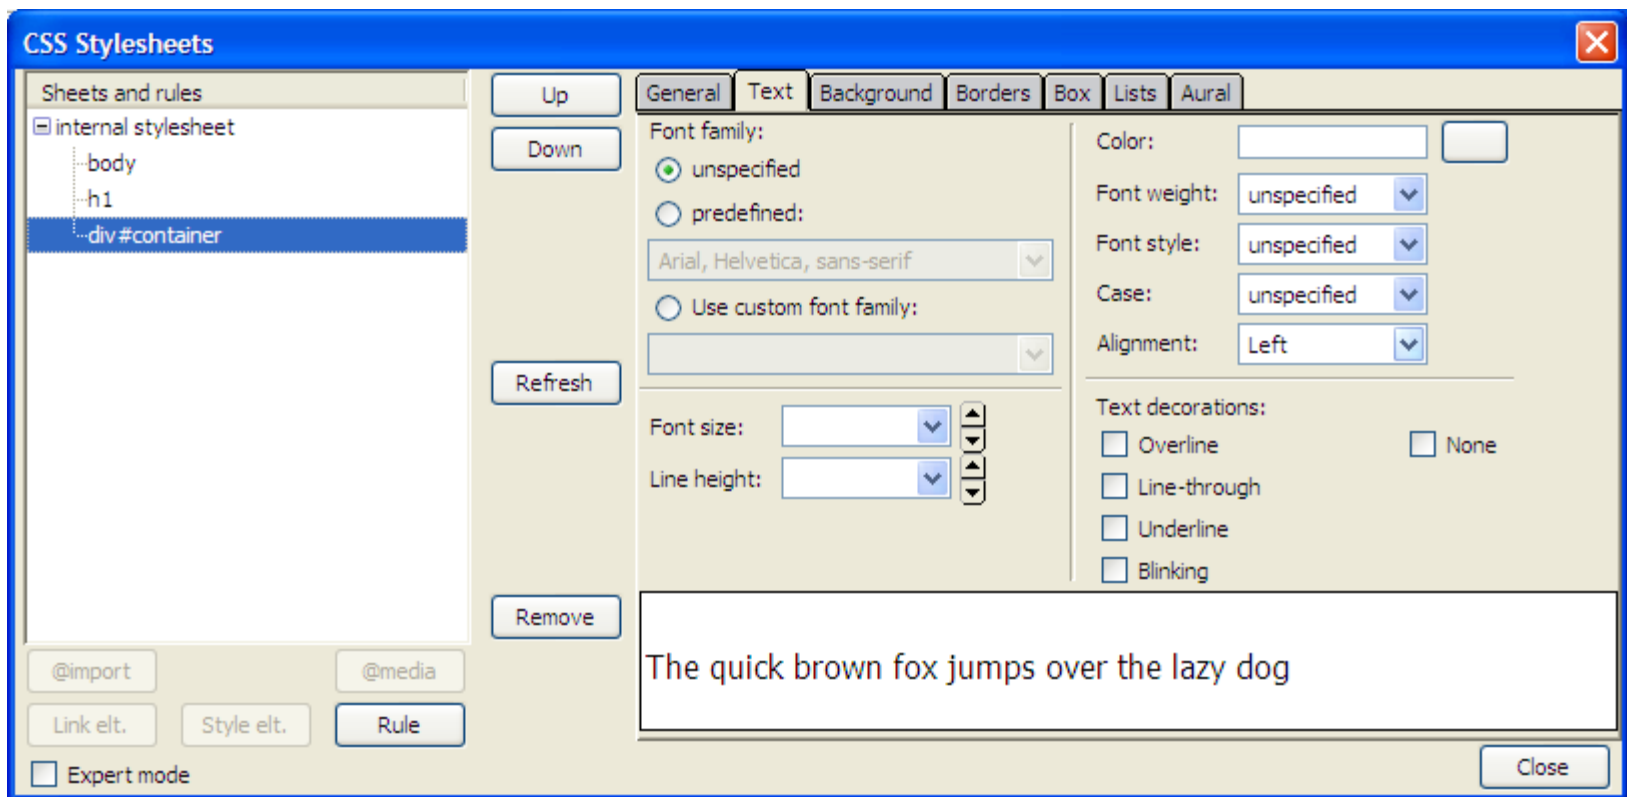 CSS Stylesheets
Sheets and rules
internal stylesheet
body
h1
div#container
@import
@media
Link elt.
Style elt.
Rule
Expert mode
Up
Down
Refresh
Remove
General Text Background Borders Box Lists Aural
Font family:
unspecified
predefined:
Arial, Helvetica, sans-serif
Use custom font family:
Font size:
Line height:
Color:
Font weight: unspecified
Font style: unspecified
Case: unspecified
Alignment: Left
Text decorations:
Overline
None
Line-through
Underline
Blinking
The quick brown fox jumps over the lazy dog
Close